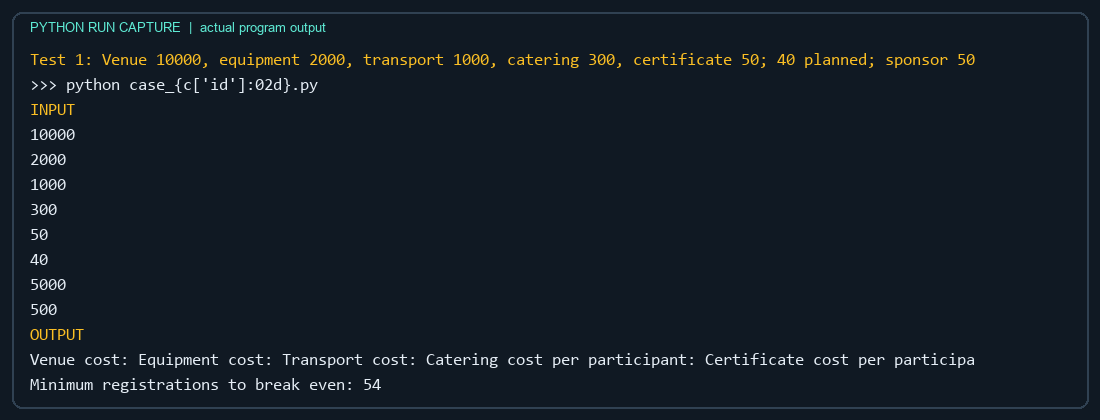 PYTHON RUN CAPTURE | actual program output
Test 1: Venue 10000, equipment 2000, transport 1000, catering 300, certificate 50; 40 planned; sponsor 50
>>> python case_{c['id']:02d}.py
INPUT
10000
2000
1000
300
50
40
5000
500
OUTPUT
Venue cost: Equipment cost: Transport cost: Catering cost per participant: Certificate cost per participa
Minimum registrations to break even: 54